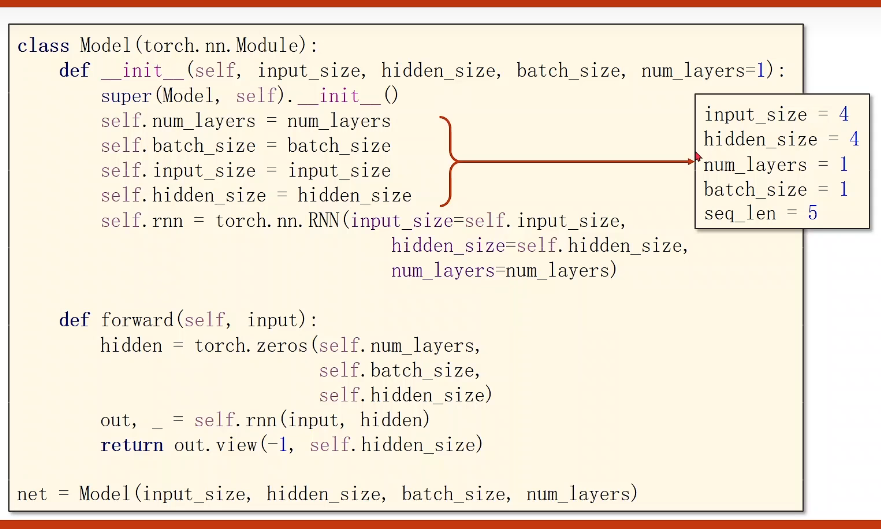 class Model(torch.nn.Module):
    def __init__(self, input_size, hidden_size, batch_size, num_layers=1):
        super(Model, self).__init__()
        self.num_layers = num_layers
        self.batch_size = batch_size
        self.input_size = input_size
        self.hidden_size = hidden_size
        self.rnn = torch.nn.RNN(input_size=self.input_size,
                                hidden_size=self.hidden_size,
                                num_layers=num_layers)
    def forward(self, input):
        hidden = torch.zeros(self.num_layers,
                             self.batch_size,
                             self.hidden_size)
        out, _ = self.rnn(input, hidden)
        return out.view(-1, self.hidden_size)
net = Model(input_size, hidden_size, batch_size, num_layers)
input_size = 4
hidden_size = 4
num_layers = 1
batch_size = 1
seq_len = 5